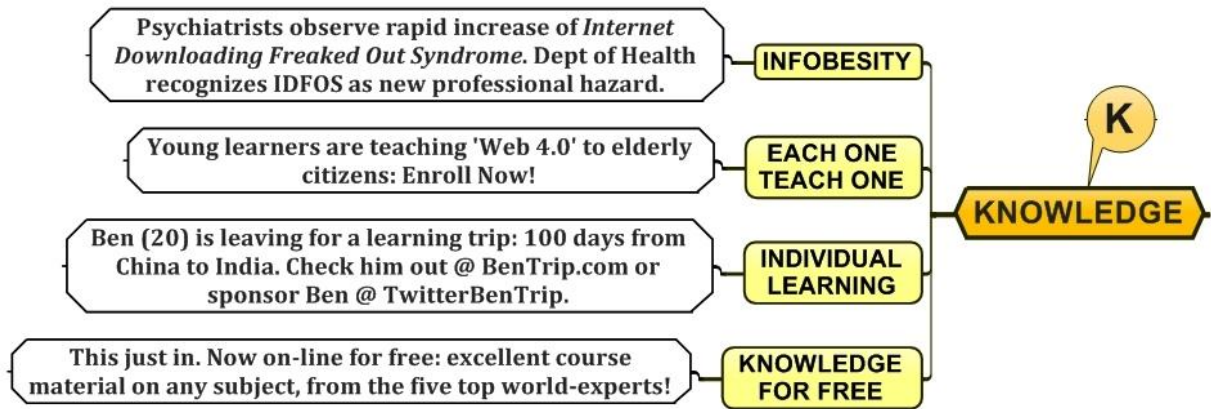 Psychiatrists observe rapid increase of Internet
Downloading Freaked Out Syndrome. Dept of Health
recognizes IDFOS as new professional hazard.
INFOBESITY
K
Young learners are teaching 'Web 4.0' to elderly
citizens: Enroll Now!
EACH ONE
TEACH ONE
KNOWLEDGE
Ben (20) is leaving for a learning trip: 100 days from
China to India. Check him out @ BenTrip.com or
sponsor Ben @ TwitterBenTrip.
INDIVIDUAL
LEARNING
This just in. Now on-line for free: excellent course
material on any subject, from the five top world-experts!
KNOWLEDGE
FOR FREE